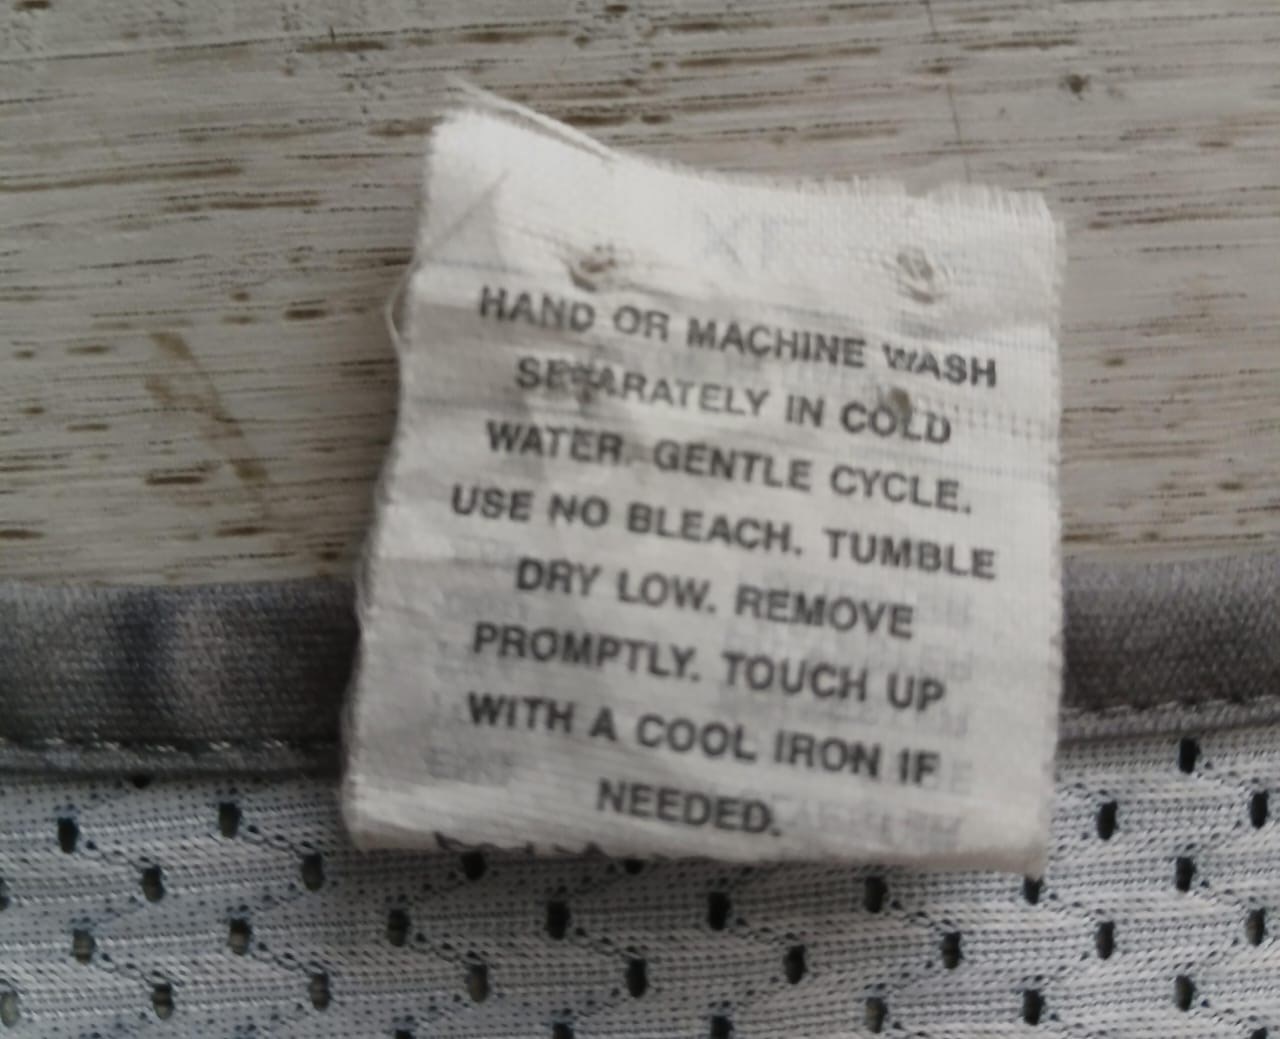 HAND OR MACHINE WASH
SEPARATELY IN COLD
WATER. GENTLE CYCLE.
USE NO BLEACH. TUMBLE
DRY LOW. REMOVE
PROMPTLY. TOUCH UP
WITH A COOL IRON IF
NEEDED.